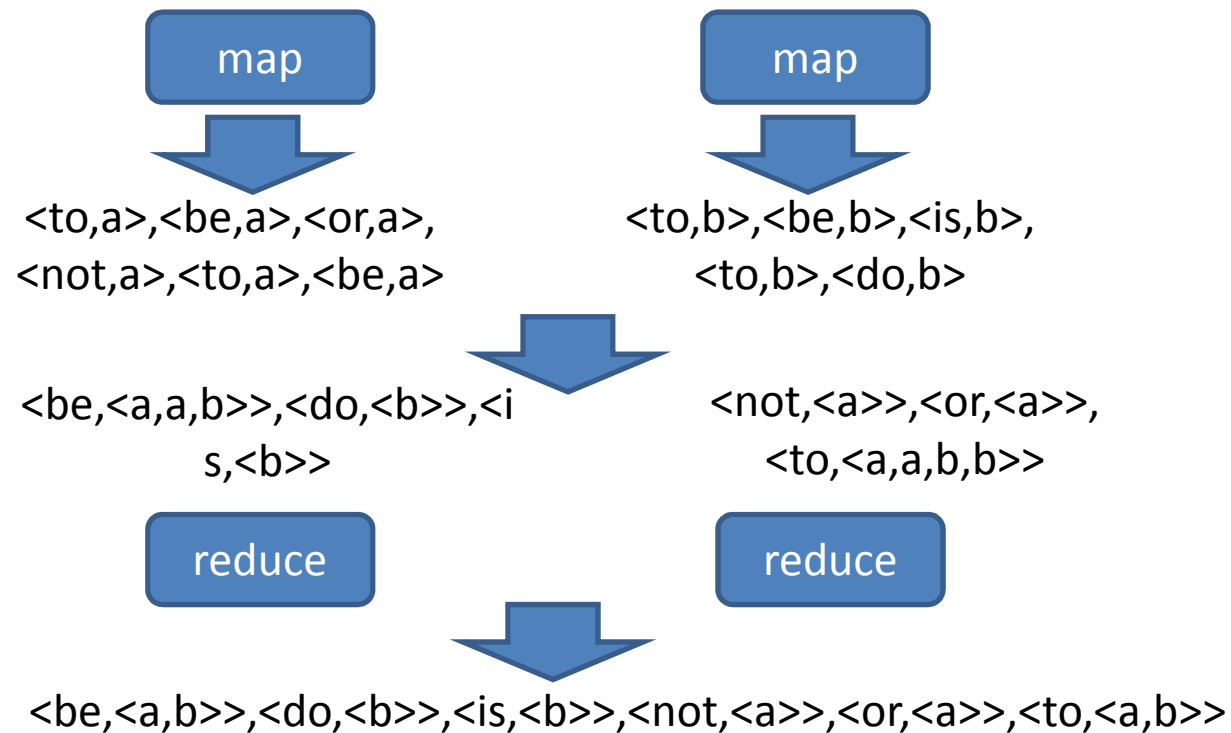 map
map
<to,a>,<be,a>,<or,a>,
<not,a>,<to,a>,<be,a>
<to,b>,<be,b>,<is,b>,
<to,b>,<do,b>
<be,<a,a,b>>,<do,<b>>,<i
s,<b>>
<not,<a>>,<or,<a>>,
<to,<a,a,b,b>>
reduce
reduce
<be,<a,b>>,<do,<b>>,<is,<b>>,<not,<a>>,<or,<a>>,<to,<a,b>>